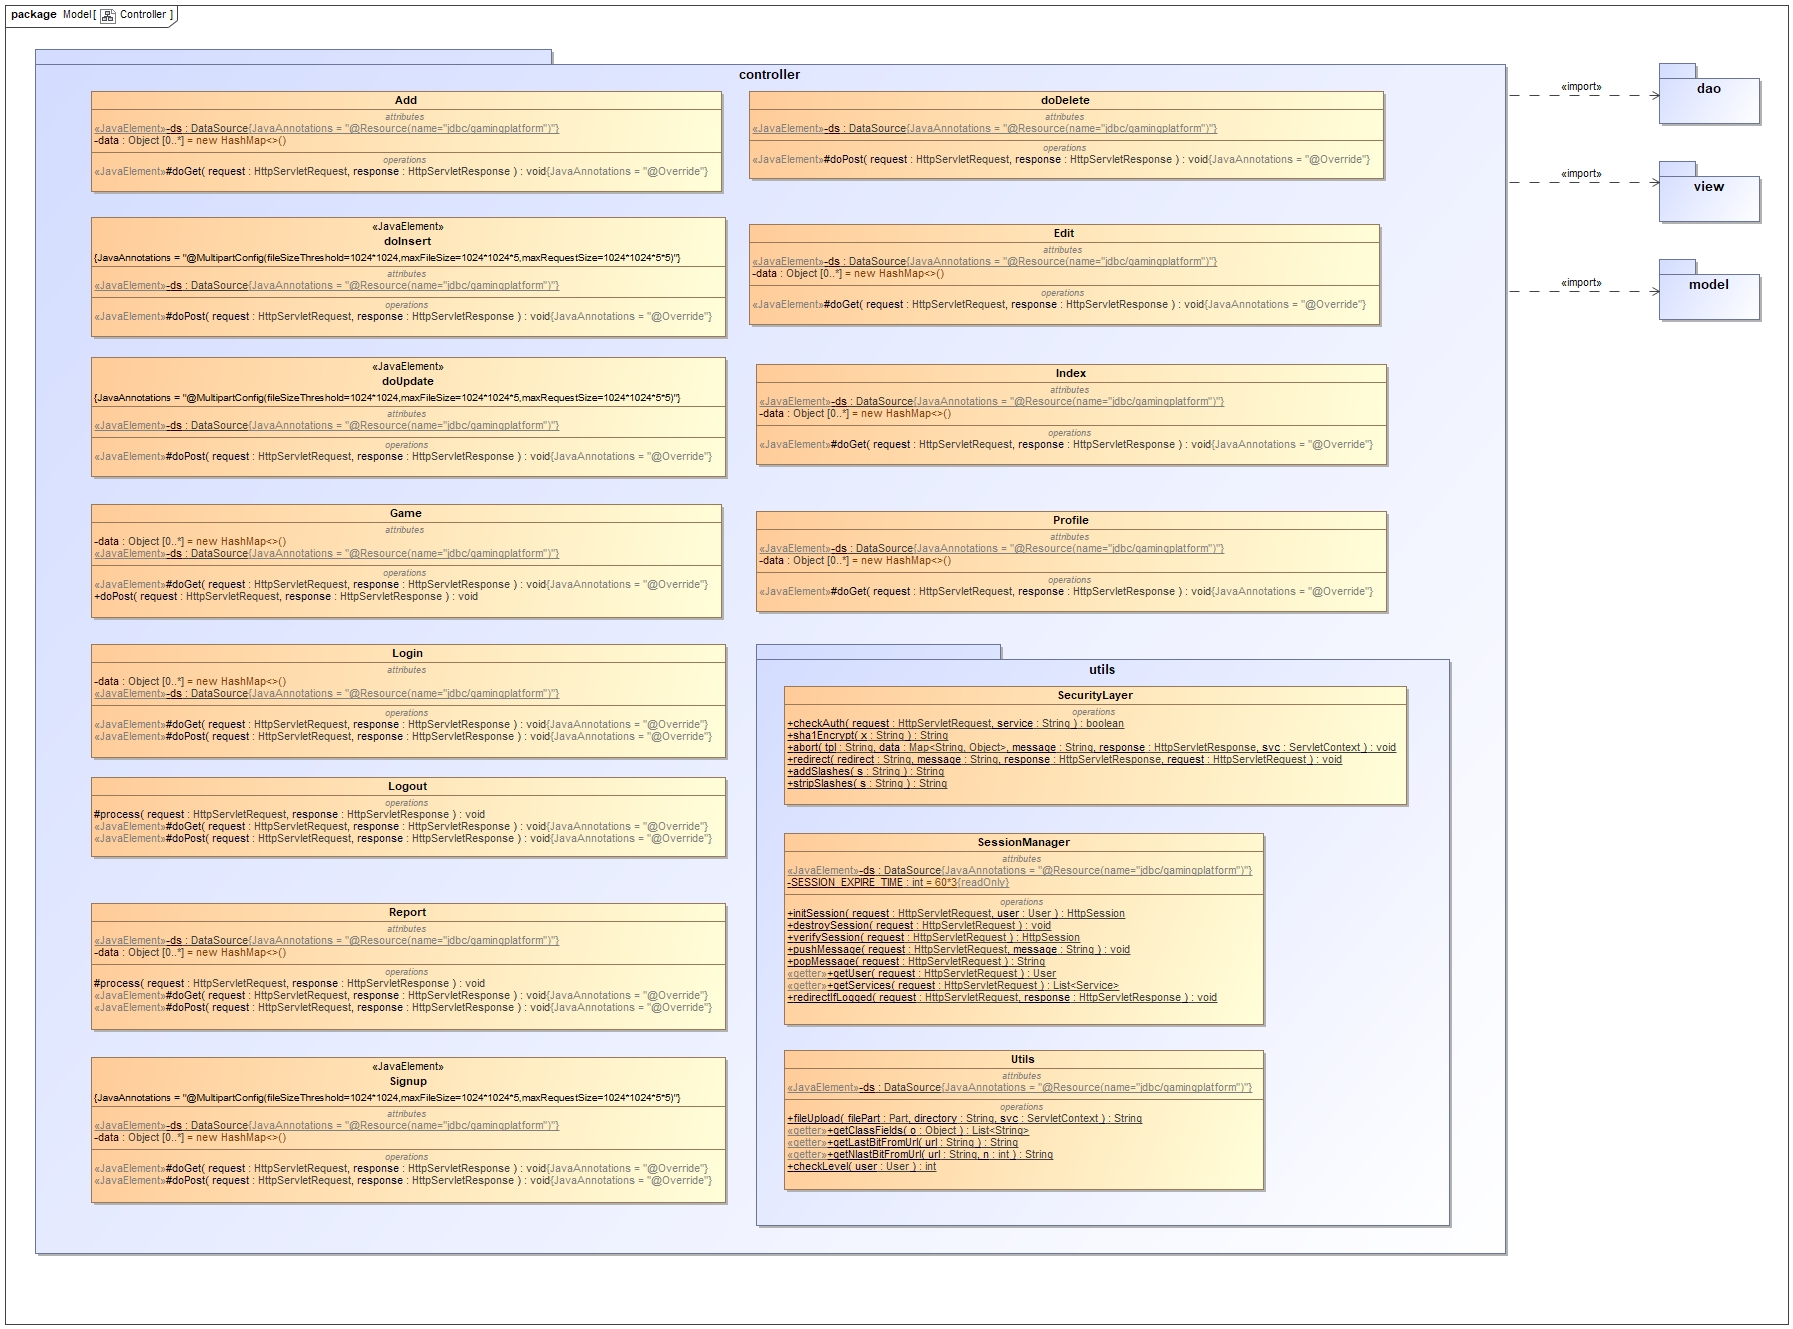 package Model[ Controller ]
controller
Add
attributes
«JavaElement»-ds : DataSource{JavaAnnotations = "@Resource(name="jdbc/gamingplatform")"}
-data : Object [0..*] = new HashMap<>()
operations
«JavaElement»#doGet( request : HttpServletRequest, response : HttpServletResponse ) : void{JavaAnnotations = "@Override"}
«JavaElement»
doInsert
{JavaAnnotations = "@MultipartConfig(fileSizeThreshold=1024*1024,maxFileSize=1024*1024*5,maxRequestSize=1024*1024*5*5)"}
attributes
«JavaElement»-ds : DataSource{JavaAnnotations = "@Resource(name="jdbc/gamingplatform")"}
operations
«JavaElement»#doPost( request : HttpServletRequest, response : HttpServletResponse ) : void{JavaAnnotations = "@Override"}
«JavaElement»
doUpdate
{JavaAnnotations = "@MultipartConfig(fileSizeThreshold=1024*1024,maxFileSize=1024*1024*5,maxRequestSize=1024*1024*5*5)"}
attributes
«JavaElement»-ds : DataSource{JavaAnnotations = "@Resource(name="jdbc/gamingplatform")"}
operations
«JavaElement»#doPost( request : HttpServletRequest, response : HttpServletResponse ) : void{JavaAnnotations = "@Override"}
Game
attributes
-data : Object [0..*] = new HashMap<>()
«JavaElement»-ds : DataSource{JavaAnnotations = "@Resource(name="jdbc/gamingplatform")"}
operations
«JavaElement»#doGet( request : HttpServletRequest, response : HttpServletResponse ) : void{JavaAnnotations = "@Override"}
+doPost( request : HttpServletRequest, response : HttpServletResponse ) : void
Login
attributes
-data : Object [0..*] = new HashMap<>()
«JavaElement»-ds : DataSource{JavaAnnotations = "@Resource(name="jdbc/gamingplatform")"}
operations
«JavaElement»#doGet( request : HttpServletRequest, response : HttpServletResponse ) : void{JavaAnnotations = "@Override"}
«JavaElement»#doPost( request : HttpServletRequest, response : HttpServletResponse ) : void{JavaAnnotations = "@Override"}
Logout
operations
#process( request : HttpServletRequest, response : HttpServletResponse ) : void
«JavaElement»#doGet( request : HttpServletRequest, response : HttpServletResponse ) : void{JavaAnnotations = "@Override"}
«JavaElement»#doPost( request : HttpServletRequest, response : HttpServletResponse ) : void{JavaAnnotations = "@Override"}
Report
attributes
«JavaElement»-ds : DataSource{JavaAnnotations = "@Resource(name="jdbc/gamingplatform")"}
-data : Object [0..*] = new HashMap<>()
operations
#process( request : HttpServletRequest, response : HttpServletResponse ) : void
«JavaElement»#doGet( request : HttpServletRequest, response : HttpServletResponse ) : void{JavaAnnotations = "@Override"}
«JavaElement»#doPost( request : HttpServletRequest, response : HttpServletResponse ) : void{JavaAnnotations = "@Override"}
«JavaElement»
Signup
{JavaAnnotations = "@MultipartConfig(fileSizeThreshold=1024*1024,maxFileSize=1024*1024*5,maxRequestSize=1024*1024*5*5)"}
attributes
«JavaElement»-ds : DataSource{JavaAnnotations = "@Resource(name="jdbc/gamingplatform")"}
-data : Object [0..*] = new HashMap<>()
operations
«JavaElement»#doGet( request : HttpServletRequest, response : HttpServletResponse ) : void{JavaAnnotations = "@Override"}
«JavaElement»#doPost( request : HttpServletRequest, response : HttpServletResponse ) : void{JavaAnnotations = "@Override"}
doDelete
attributes
«JavaElement»-ds : DataSource{JavaAnnotations = "@Resource(name="jdbc/gamingplatform")"}
operations
«JavaElement»#doPost( request : HttpServletRequest, response : HttpServletResponse ) : void{JavaAnnotations = "@Override"}
Edit
attributes
«JavaElement»-ds : DataSource{JavaAnnotations = "@Resource(name="jdbc/gamingplatform")"}
-data : Object [0..*] = new HashMap<>()
operations
«JavaElement»#doGet( request : HttpServletRequest, response : HttpServletResponse ) : void{JavaAnnotations = "@Override"}
Index
attributes
«JavaElement»-ds : DataSource{JavaAnnotations = "@Resource(name="jdbc/gamingplatform")"}
-data : Object [0..*] = new HashMap<>()
operations
«JavaElement»#doGet( request : HttpServletRequest, response : HttpServletResponse ) : void{JavaAnnotations = "@Override"}
Profile
attributes
«JavaElement»-ds : DataSource{JavaAnnotations = "@Resource(name="jdbc/gamingplatform")"}
-data : Object [0..*] = new HashMap<>()
operations
«JavaElement»#doGet( request : HttpServletRequest, response : HttpServletResponse ) : void{JavaAnnotations = "@Override"}
utils
SecurityLayer
operations
+checkAuth( request : HttpServletRequest, service : String ) : boolean
+sha1Encrypt( x : String ) : String
+abort( tpl : String, data : Map<String, Object>, message : String, response : HttpServletResponse, svc : ServletContext ) : void
+redirect( redirect : String, message : String, response : HttpServletResponse, request : HttpServletRequest ) : void
+addSlashes( s : String ) : String
+stripSlashes( s : String ) : String
SessionManager
attributes
«JavaElement»-ds : DataSource{JavaAnnotations = "@Resource(name="jdbc/gamingplatform")"}
-SESSION_EXPIRE_TIME : int = 60*3{readOnly}
operations
+initSession( request : HttpServletRequest, user : User ) : HttpSession
+destroySession( request : HttpServletRequest ) : void
+verifySession( request : HttpServletRequest ) : HttpSession
+pushMessage( request : HttpServletRequest, message : String ) : void
+popMessage( request : HttpServletRequest ) : String
«getter»+getUser( request : HttpServletRequest ) : User
«getter»+getServices( request : HttpServletRequest ) : List<Service>
+redirectIfLogged( request : HttpServletRequest, response : HttpServletResponse ) : void
Utils
attributes
«JavaElement»-ds : DataSource{JavaAnnotations = "@Resource(name="jdbc/gamingplatform")"}
operations
+fileUpload( filePart : Part, directory : String, svc : ServletContext ) : String
«getter»+getClassFields( o : Object ) : List<String>
«getter»+getLastBitFromUrl( url : String ) : String
«getter»+getNlastBitFromUrl( url : String, n : int ) : String
+checkLevel( user : User ) : int
«import»
dao
«import»
view
«import»
model